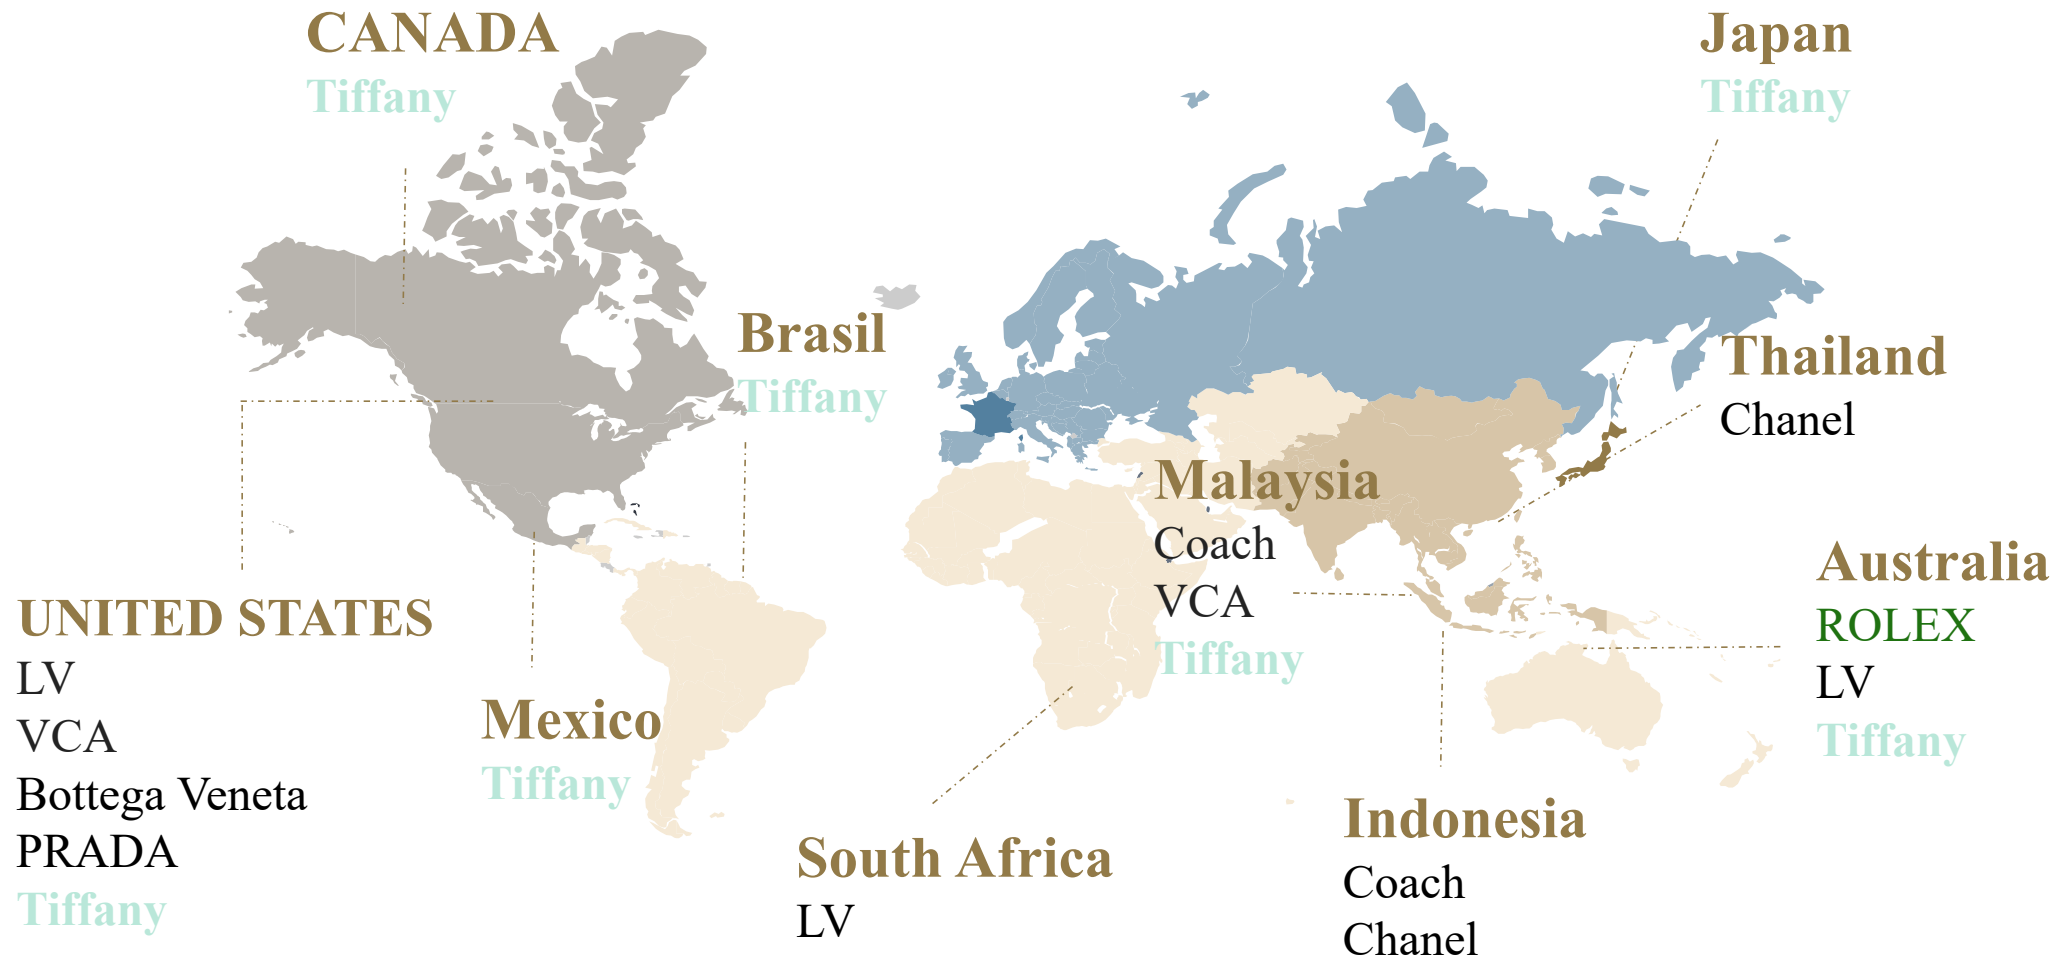 CANADA
Tiffany
Japan
Tiffany
Brasil
Tiffany
Thailand
Chanel
Malaysia
Coach
VCA
Tiffany
Australia
ROLEX
LV
Tiffany
UNITED STATES
LV
VCA
Bottega Veneta
PRADA
Tiffany
Mexico
Tiffany
South Africa
LV
Indonesia
Coach
Chanel